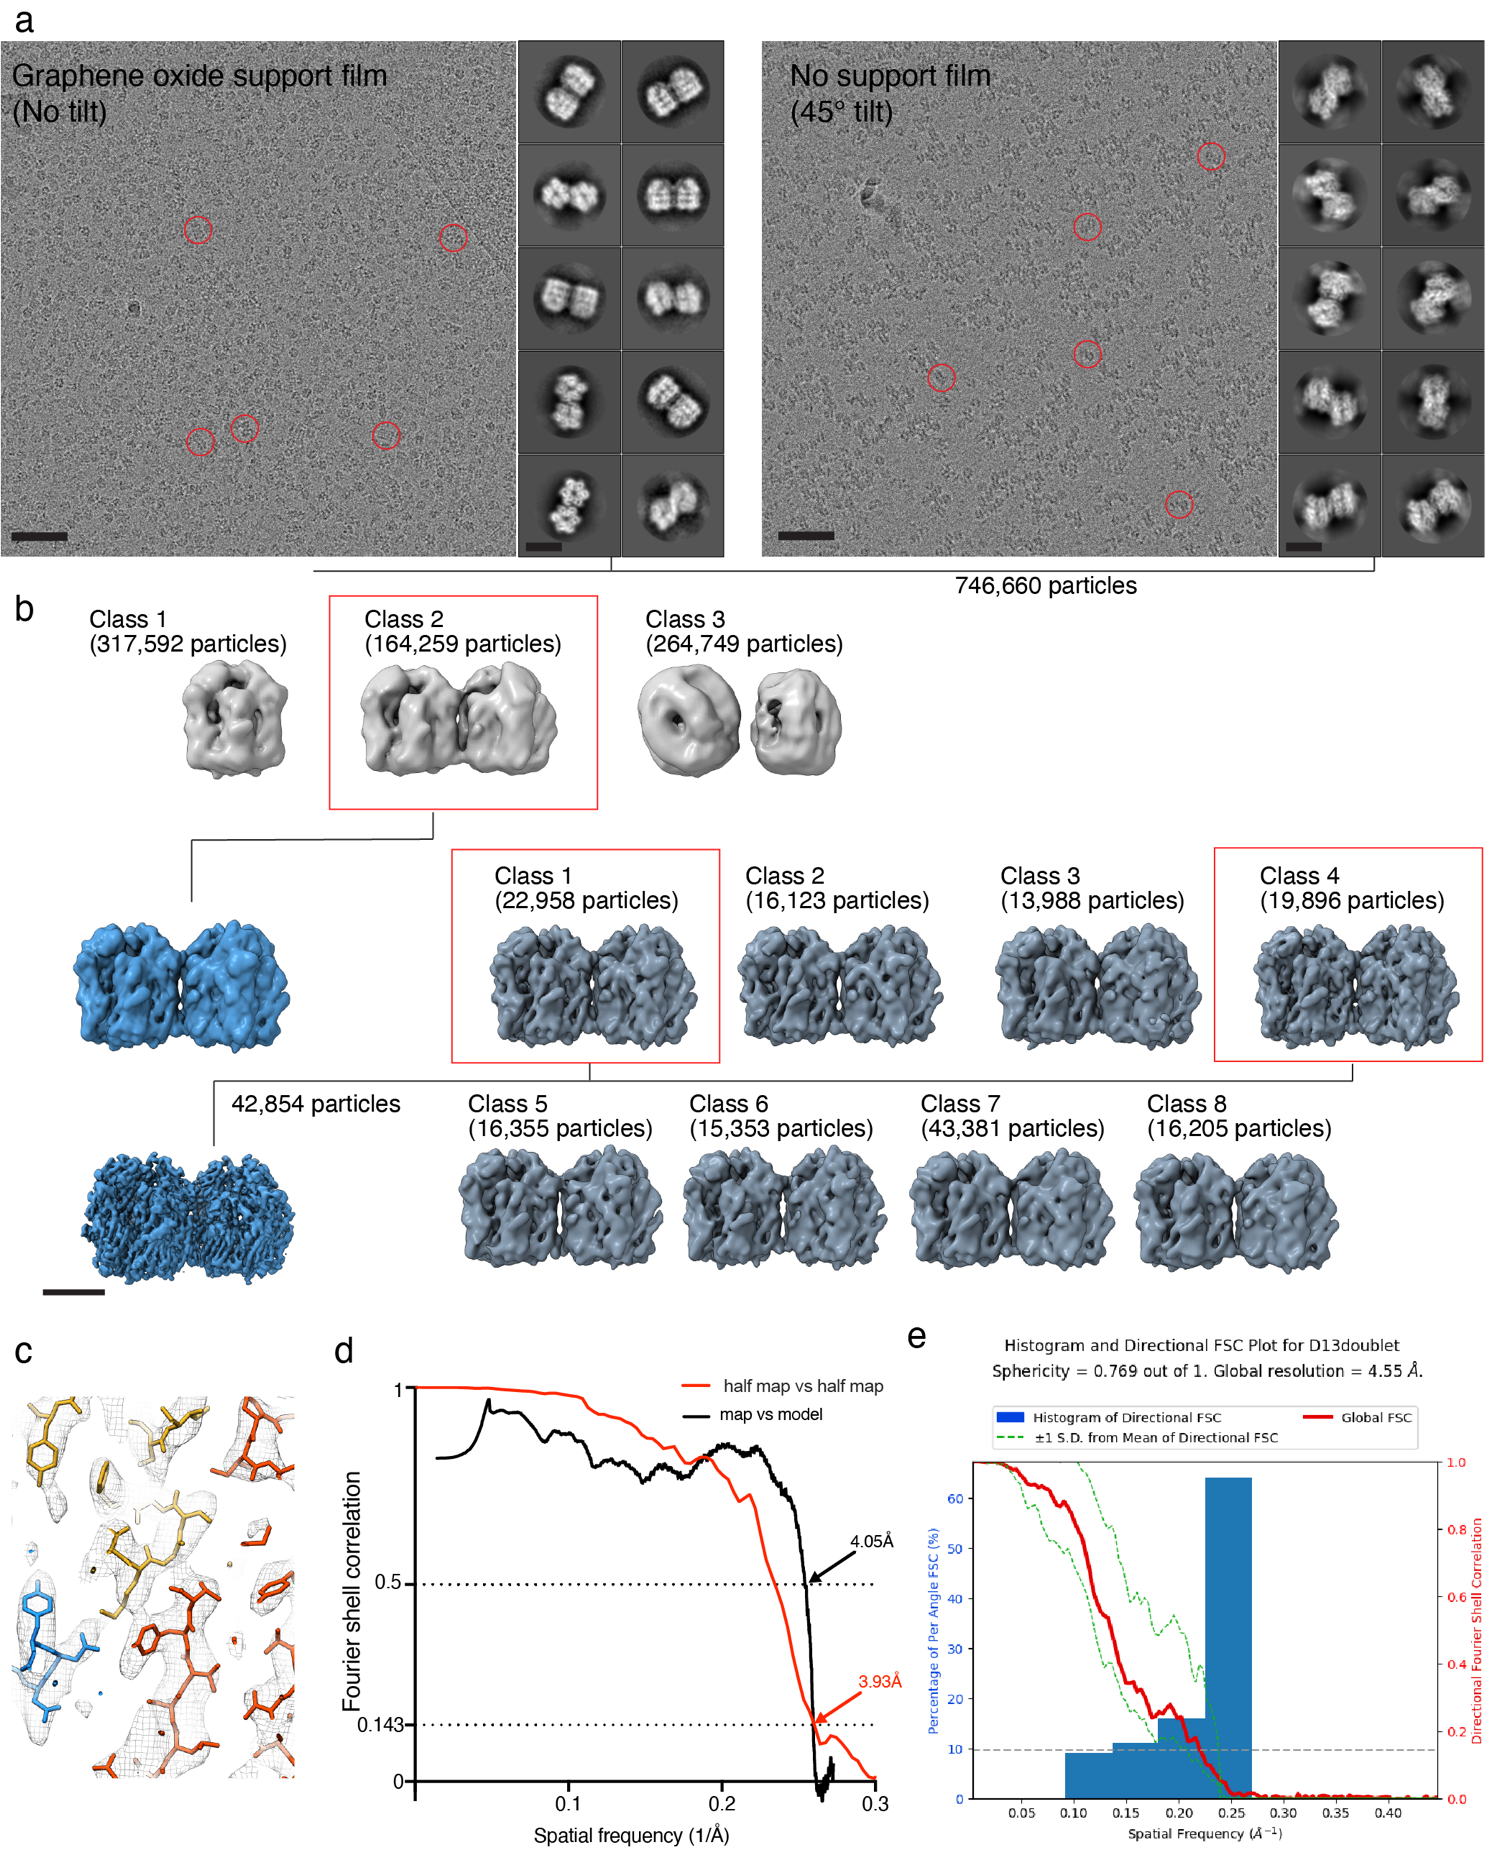 a
Graphene oxide support film
(No tilt)
No support film
(45° tilt)
746,660 particles
b
Class 1
(317,592 particles)
Class 2
(164,259 particles)
Class 3
(264,749 particles)
Class 1
(22,958 particles)
Class 2
(16,123 particles)
Class 3
(13,988 particles)
Class 4
(19,896 particles)
42,854 particles
Class 5
(16,355 particles)
Class 6
(15,353 particles)
Class 7
(43,381 particles)
Class 8
(16,205 particles)
c
d
half map vs half map
map vs model
Fourier shell correlation
1
0.5
0.143
0
4.05Å
3.93Å
0.1
0.2
0.3
Spatial frequency (1/Å)
e
Histogram and Directional FSC Plot for D13doublet
Sphericity = 0.769 out of 1. Global resolution = 4.55 Å.
Histogram of Directional FSC
Global FSC
±1 S.D. from Mean of Directional FSC
Percentage of Per Angle FSC (%)
60
50
40
30
20
10
0
1.0
0.8
0.6
0.4
0.2
0.0
Directional Fourier Shell Correlation
0.05
0.10
0.15
0.20
0.25
0.30
0.35
0.40
Spatial Frequency (Å⁻¹)